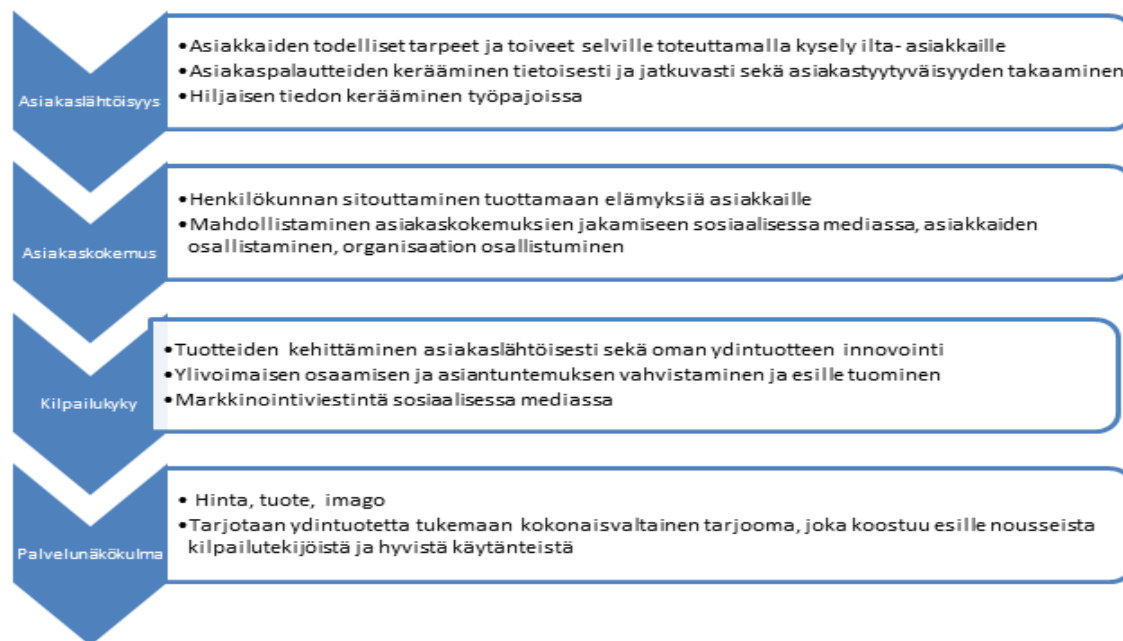 Asiakaslähtöisyys
•Asiakkaiden todelliset tarpeet ja toiveet selville toteuttamalla kysely ilta- asiakkaille
•Asiakaspalautteiden kerääminen tietoisesti ja jatkuvasti sekä asiakastyytyväisyyden takaaminen
•Hiljaisen tiedon kerääminen työpajoissa
Asiakaskokemus
•Henkilökunnan sitouttaminen tuottamaan elämyksiä asiakkaille
•Mahdollistaminen asiakaskokemuksien jakamiseen sosiaalisessa mediassa, asiakkaiden
osallistaminen, organisaation osallistuminen
Kilpailukyky
•Tuotteiden kehittäminen asiakaslähtöisesti sekä oman ydintuotteen innovointi
•Ylivoimaisen osaamisen ja asiantuntemuksen vahvistaminen ja esille tuominen
•Markkinointiviestintä sosiaalisessa mediassa
Palvelunäkökulma
• Hinta, tuote, imago
•Tarjotaan ydintuotetta tukemaan kokonaisvaltainen tarjooma, joka koostuu esille nousseista
kilpailutekijöistä ja hyvistä käytänteistä